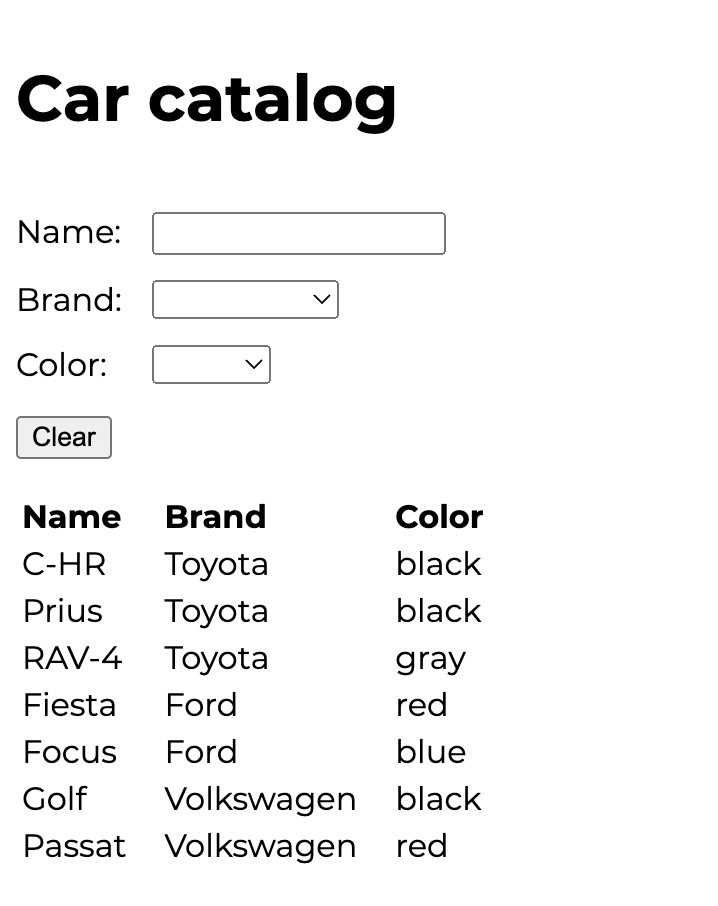 Car catalog
Name:
Brand:
Color:
Clear
Name Brand Color
C-HR Toyota black
Prius Toyota black
RAV-4 Toyota gray
Fiesta Ford red
Focus Ford blue
Golf Volkswagen black
Passat Volkswagen red